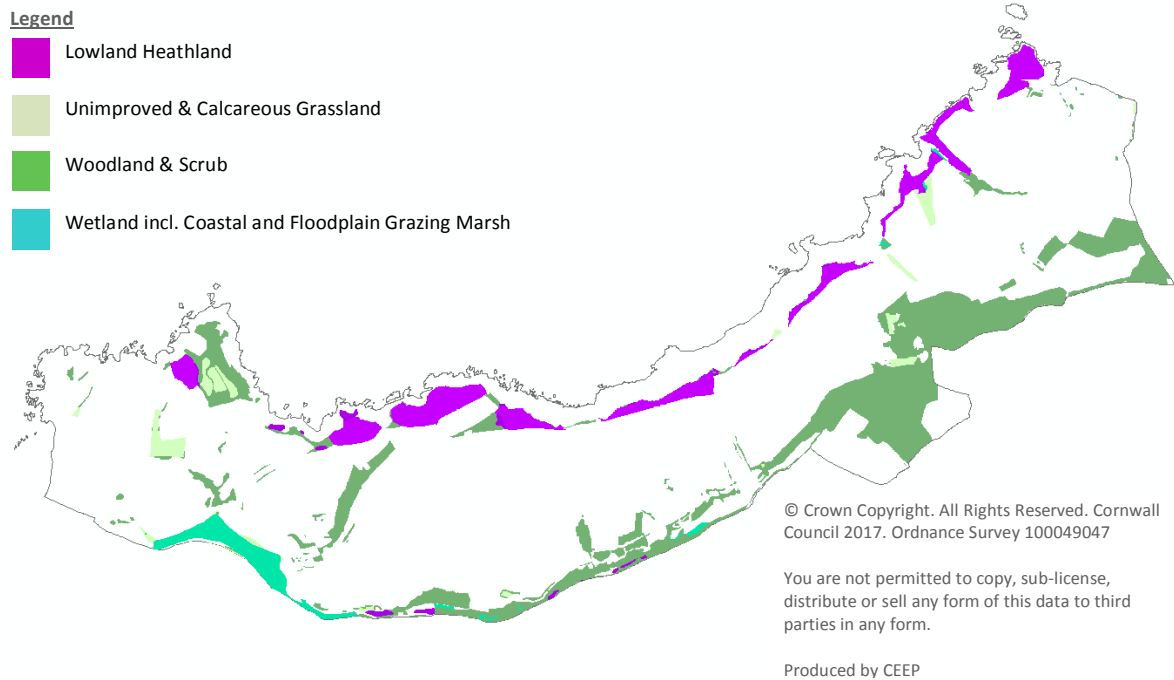 Legend
Lowland Heathland
Unimproved & Calcareous Grassland
Woodland & Scrub
Wetland incl. Coastal and Floodplain Grazing Marsh
© Crown Copyright. All Rights Reserved. Cornwall
Council 2017. Ordnance Survey 100049047
You are not permitted to copy, sub-license,
distribute or sell any form of this data to third
parties in any form.
Produced by CEEP